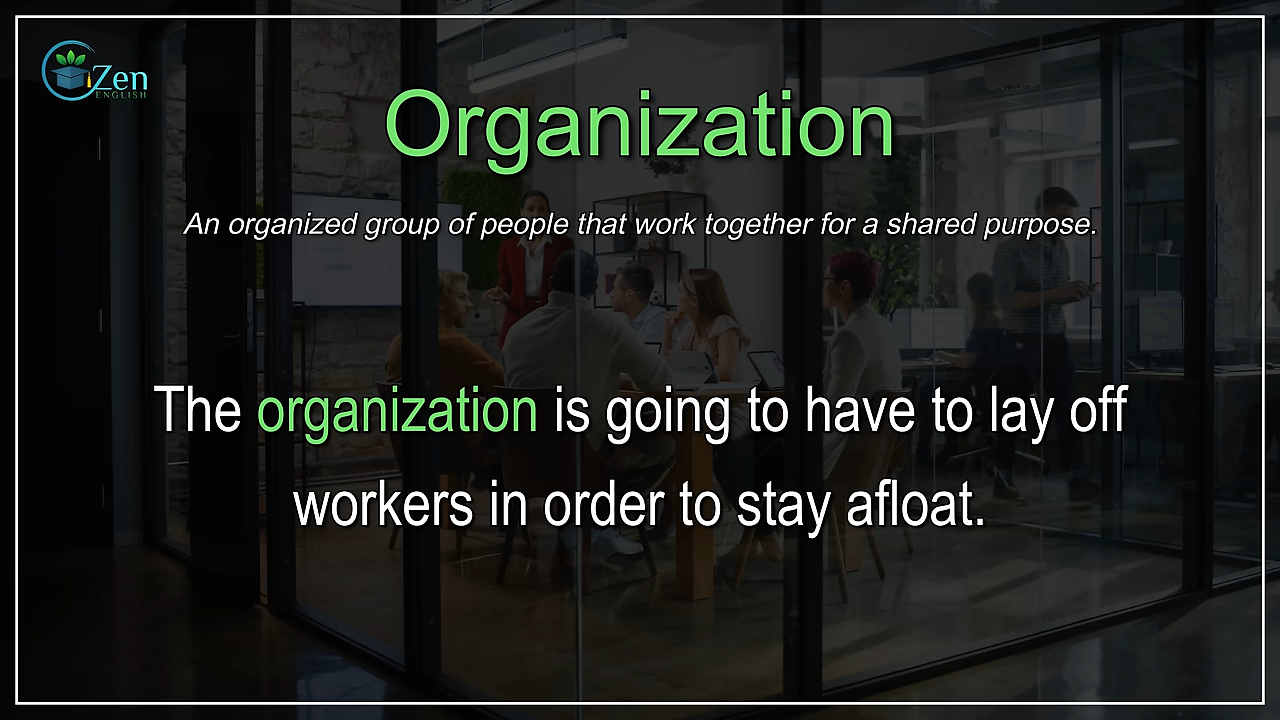 Zen
ENGLISH
Organization
An organized group of people that work together for a shared purpose.
The organization is going to have to lay off
workers in order to stay afloat.